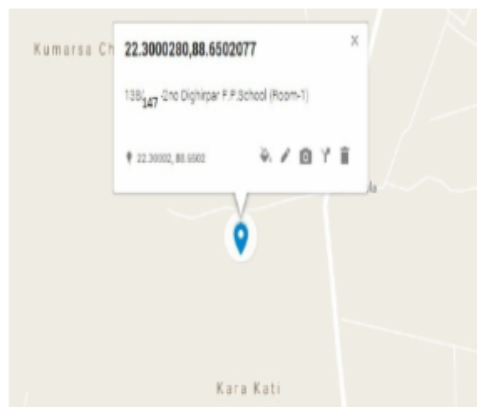 Kumarsa Ch
22.3000280,88.6502077
138/147 -2no Dighirpar F.P.School (Room-1)
22.30002, 88.6502
la
Kara Kati